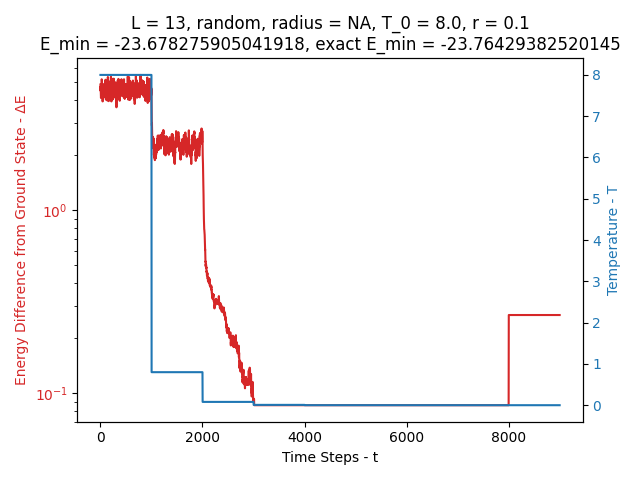 L = 13, random, radius = NA, T_0 = 8.0, r = 0.1
E_min = -23.678275905041918, exact E_min = -23.76429382520145
Energy Difference from Ground State - ΔE
10^0
10^-1
8
7
6
5
4
3
2
1
0
Temperature - T
0 2000 4000 6000 8000
Time Steps - t